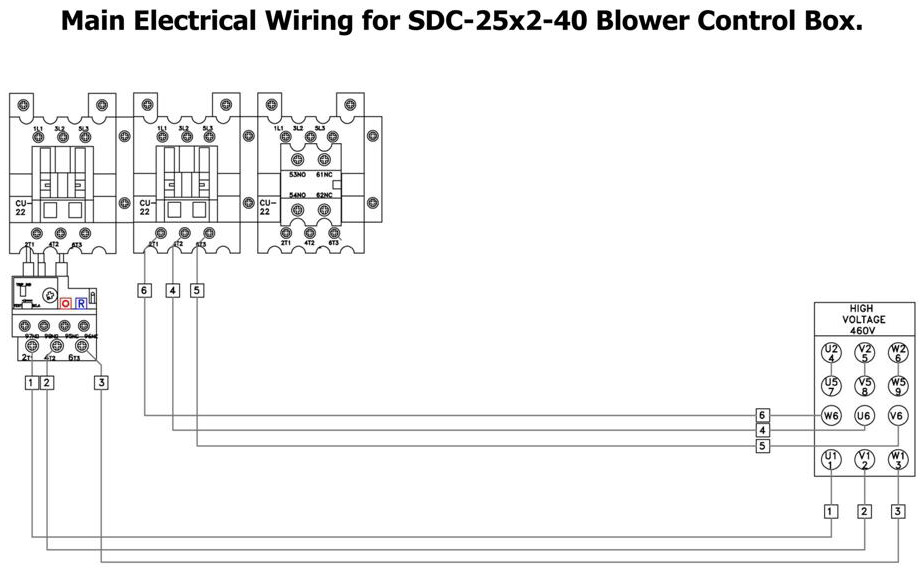 Main Electrical Wiring for SDC-25x2-40 Blower Control Box.
1L1 3L2 5L3
1L1 3L2 5L3
1L1 3L2 5L3
53NO 61NC
54NO 62NC
CU-
22
CU-
22
CU-
22
2T1 4T2 6T3
2T1 4T2 6T3
2T1 4T2 6T3
O R
97NO 98NO 95NC 96NC
2T1 4T2 6T3
1 2 3
6 4 5
HIGH
VOLTAGE
460V
U2 V2 W2
4 5 6
U5 V5 W5
7 8 9
W6 U6 V6
U1 V1 W1
1 2 3
6
4
5
1 2 3